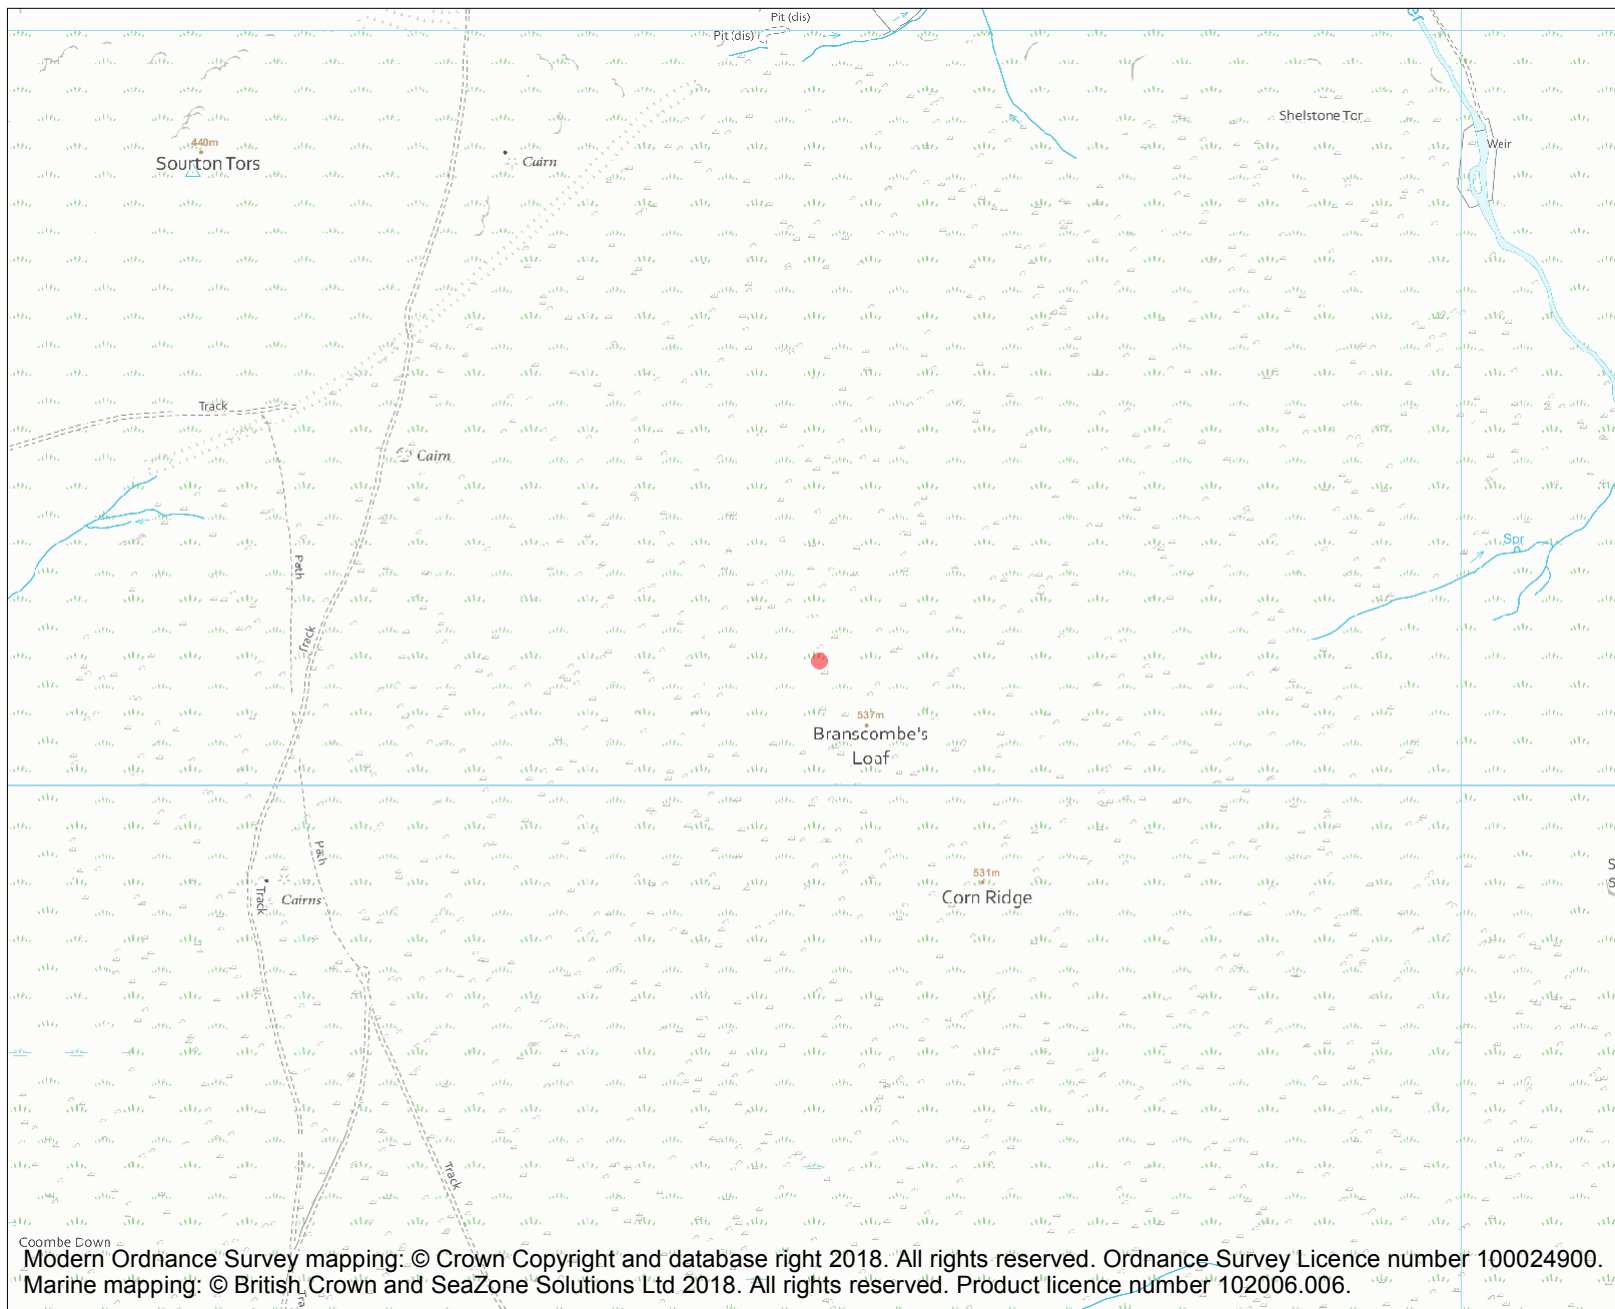 Pit (dis)
Pit (dis)
er
Shelstone Tor
Weir
440m
Sourton Tors
Cairn
Track
Cairn
Spr
Path
Track
537m
Branscombe's
Loaf
Path
531m
Corn Ridge
Track
Cairns
S
S
Track
Coombe Down
Modern Ordnance Survey mapping: © Crown Copyright and database right 2018. All rights reserved. Ordnance Survey Licence number 100024900.
Marine mapping: © British Crown and SeaZone Solutions Ltd 2018. All rights reserved. Product licence number 102006.006.
Tra